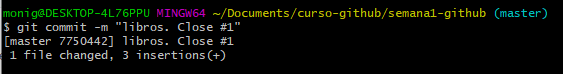 monig@DESKTOP-4L76PPU MINGW64 ~/Documents/curso-github/semana1-github (master)
$ git commit -m "libros. Close #1"
[master 7750442] libros. Close #1
 1 file changed, 3 insertions(+)